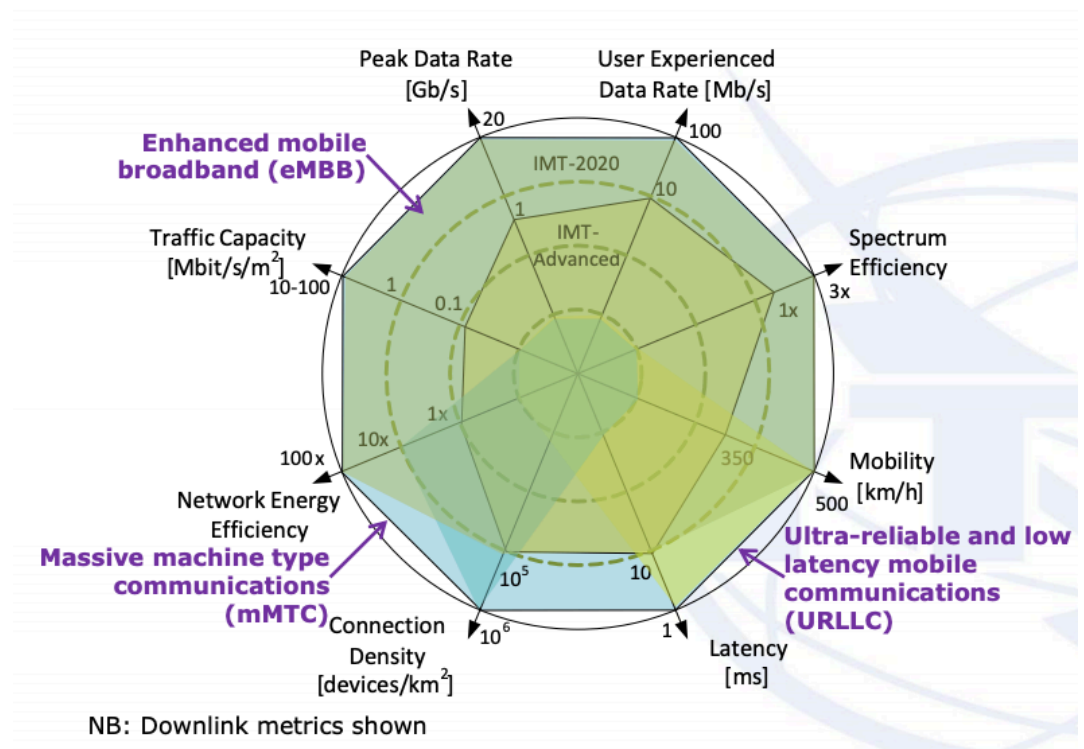 Peak Data Rate
[Gb/s]
User Experienced
Data Rate [Mb/s]
20
100
Enhanced mobile
broadband (eMBB)
IMT-2020
10
1
IMT-
Advanced
Traffic Capacity
[Mbit/s/m²]
10-100
1
0.1
Spectrum
Efficiency
3x
1x
1x
10x
100x
350
Mobility
[km/h]
500
Network Energy
Efficiency
Massive machine type
communications
(mMTC)
Ultra-reliable and low
latency mobile
communications
(URLLC)
10⁵
10
Connection
Density
[devices/km²]
10⁶
1
Latency
[ms]
NB: Downlink metrics shown